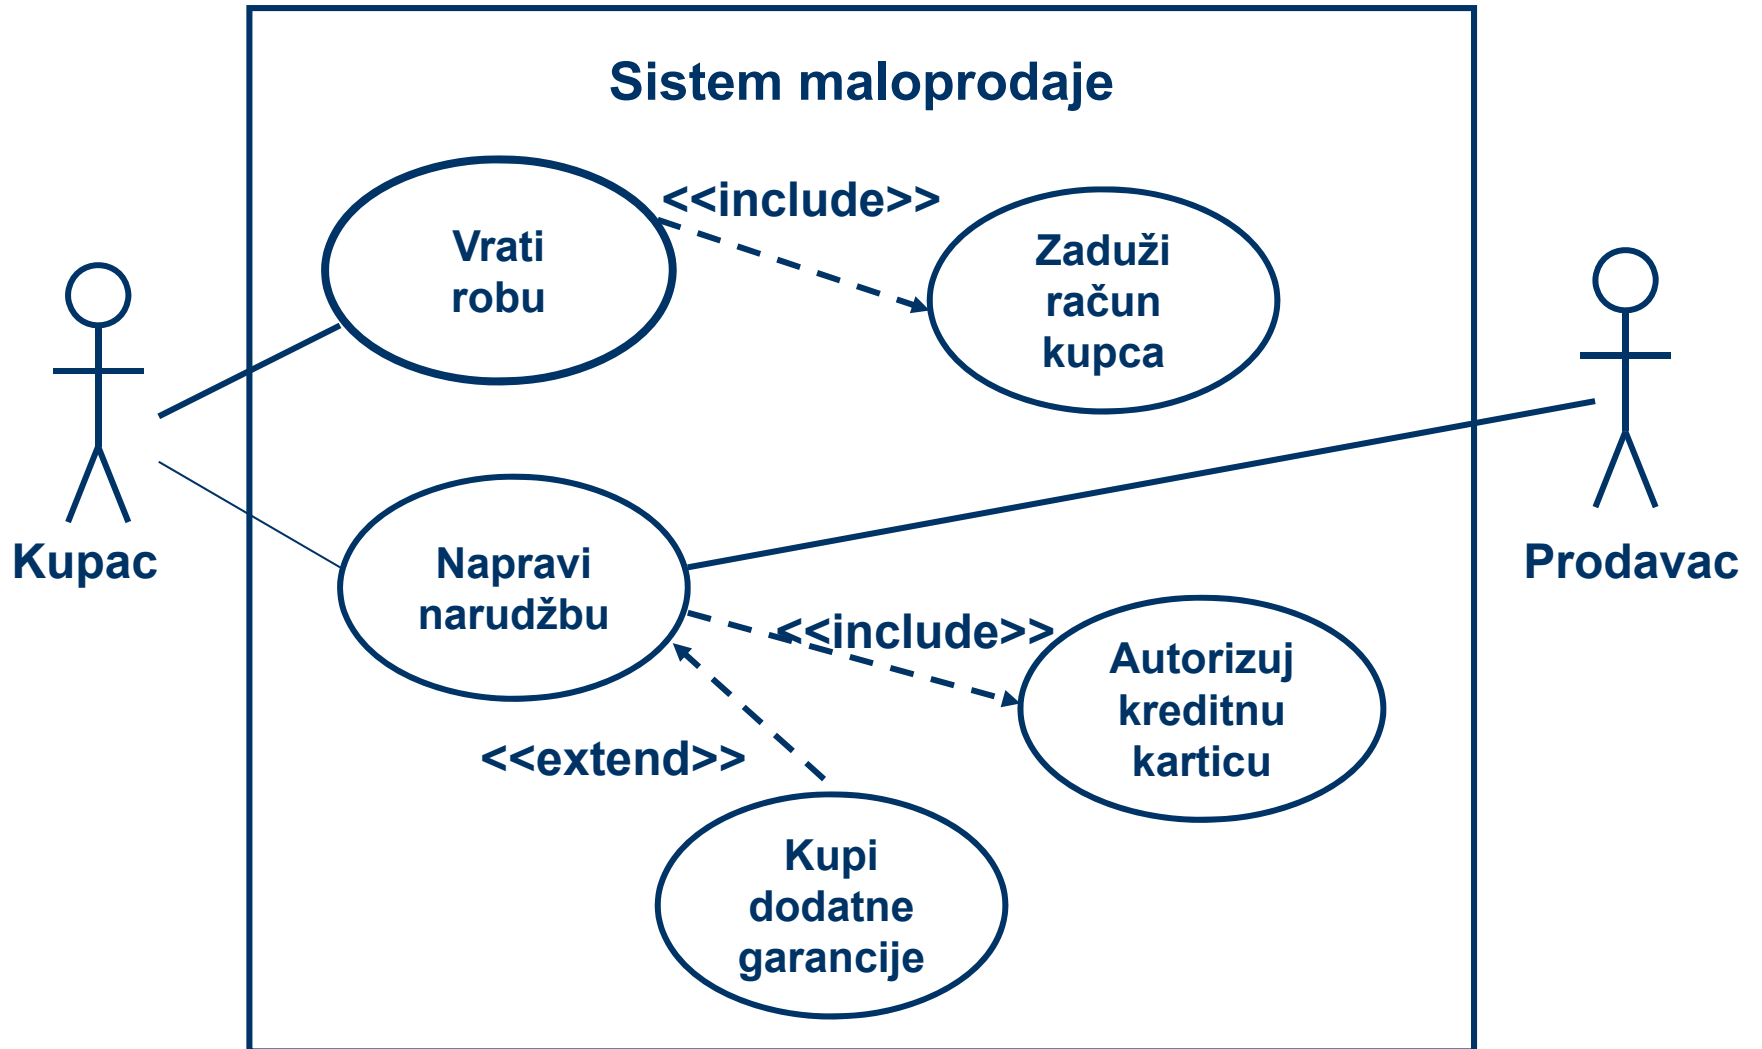 Sistem maloprodaje
Vrati
robu
<<include>>
Zaduži
račun
kupca
Kupac
Prodavac
Napravi
narudžbu
<<include>>
Autorizuj
kreditnu
karticu
<<extend>>
Kupi
dodatne
garancije